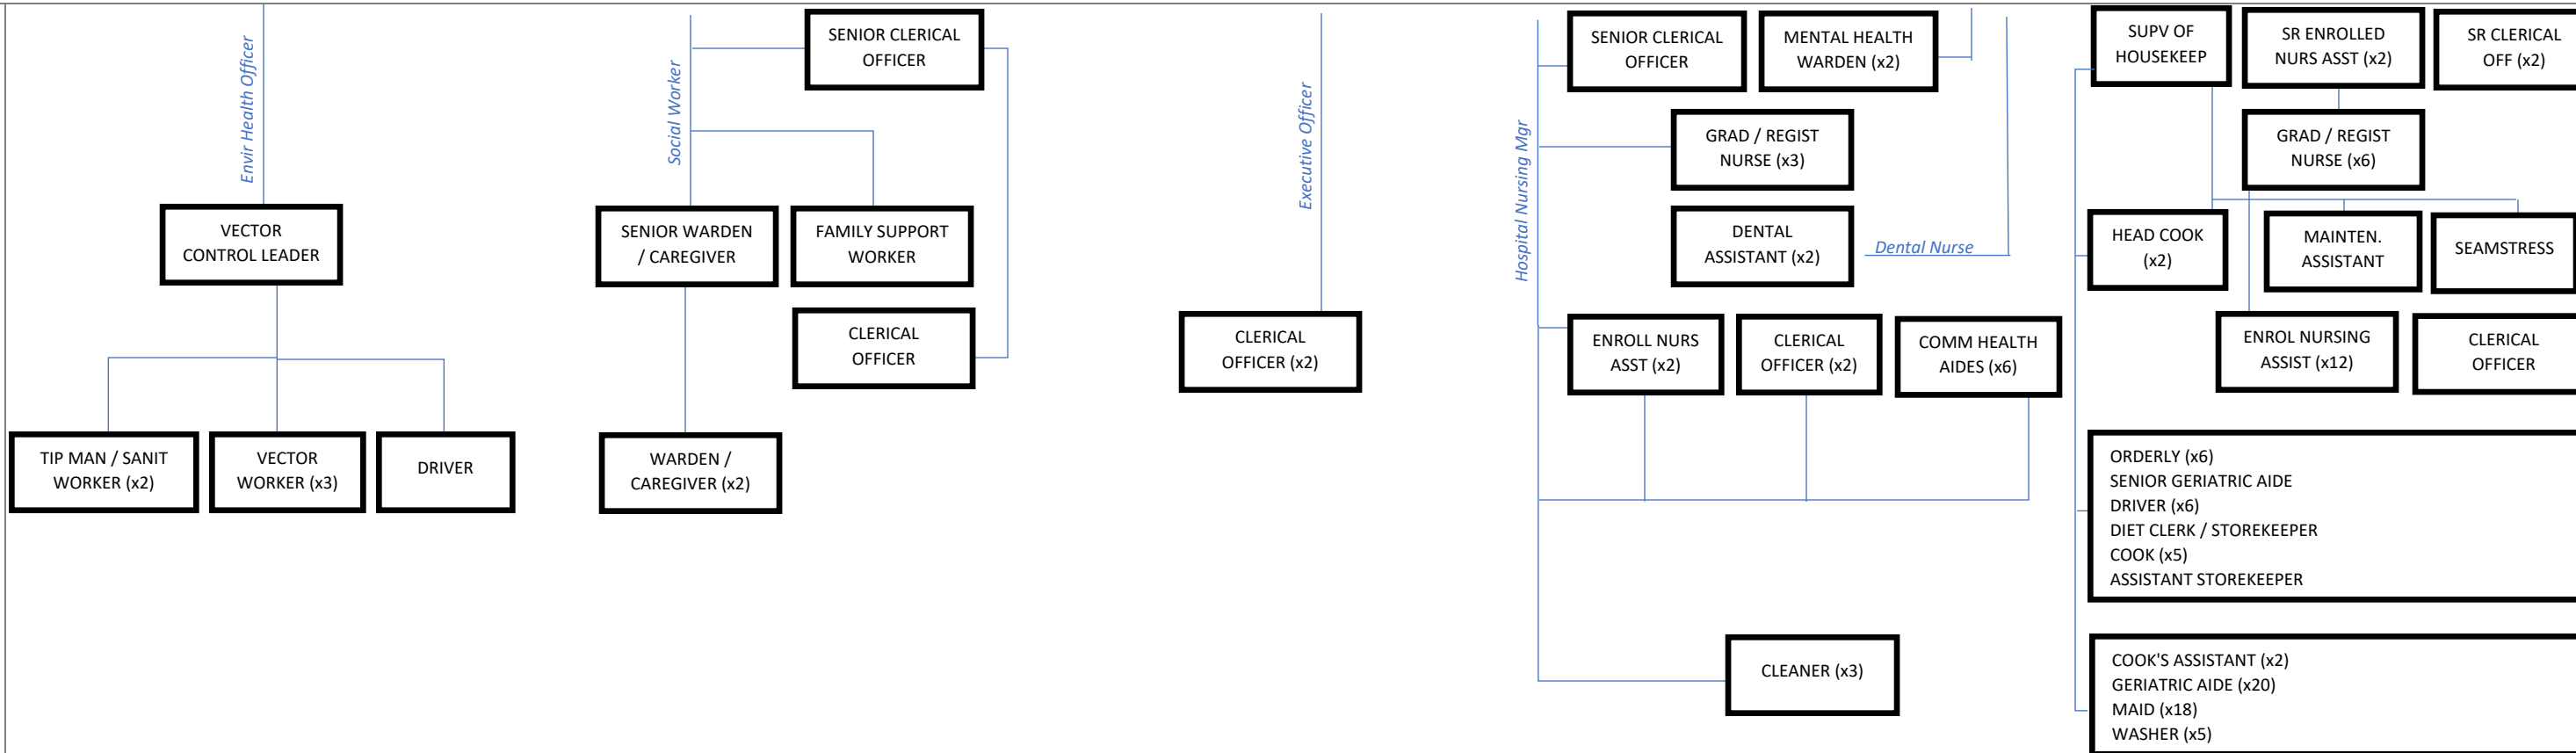 Envir Health Officer
VECTOR
CONTROL LEADER
TIP MAN / SANIT
WORKER (x2)
VECTOR
WORKER (x3)
DRIVER
Social Worker
SENIOR CLERICAL
OFFICER
SENIOR WARDEN
/ CAREGIVER
FAMILY SUPPORT
WORKER
CLERICAL
OFFICER
WARDEN /
CAREGIVER (x2)
Executive Officer
CLERICAL
OFFICER (x2)
Hospital Nursing Mgr
SENIOR CLERICAL
OFFICER
MENTAL HEALTH
WARDEN (x2)
GRAD / REGIST
NURSE (x3)
DENTAL
ASSISTANT (x2)
Dental Nurse
ENROLL NURS
ASST (x2)
CLERICAL
OFFICER (x2)
COMM HEALTH
AIDES (x6)
CLEANER (x3)
SUPV OF
HOUSEKEEP
SR ENROLLED
NURS ASST (x2)
SR CLERICAL
OFF (x2)
GRAD / REGIST
NURSE (x6)
HEAD COOK
(x2)
MAINTEN.
ASSISTANT
SEAMSTRESS
ENROL NURSING
ASSIST (x12)
CLERICAL
OFFICER
ORDERLY (x6)
SENIOR GERIATRIC AIDE
DRIVER (x6)
DIET CLERK / STOREKEEPER
COOK (x5)
ASSISTANT STOREKEEPER
COOK'S ASSISTANT (x2)
GERIATRIC AIDE (x20)
MAID (x18)
WASHER (x5)